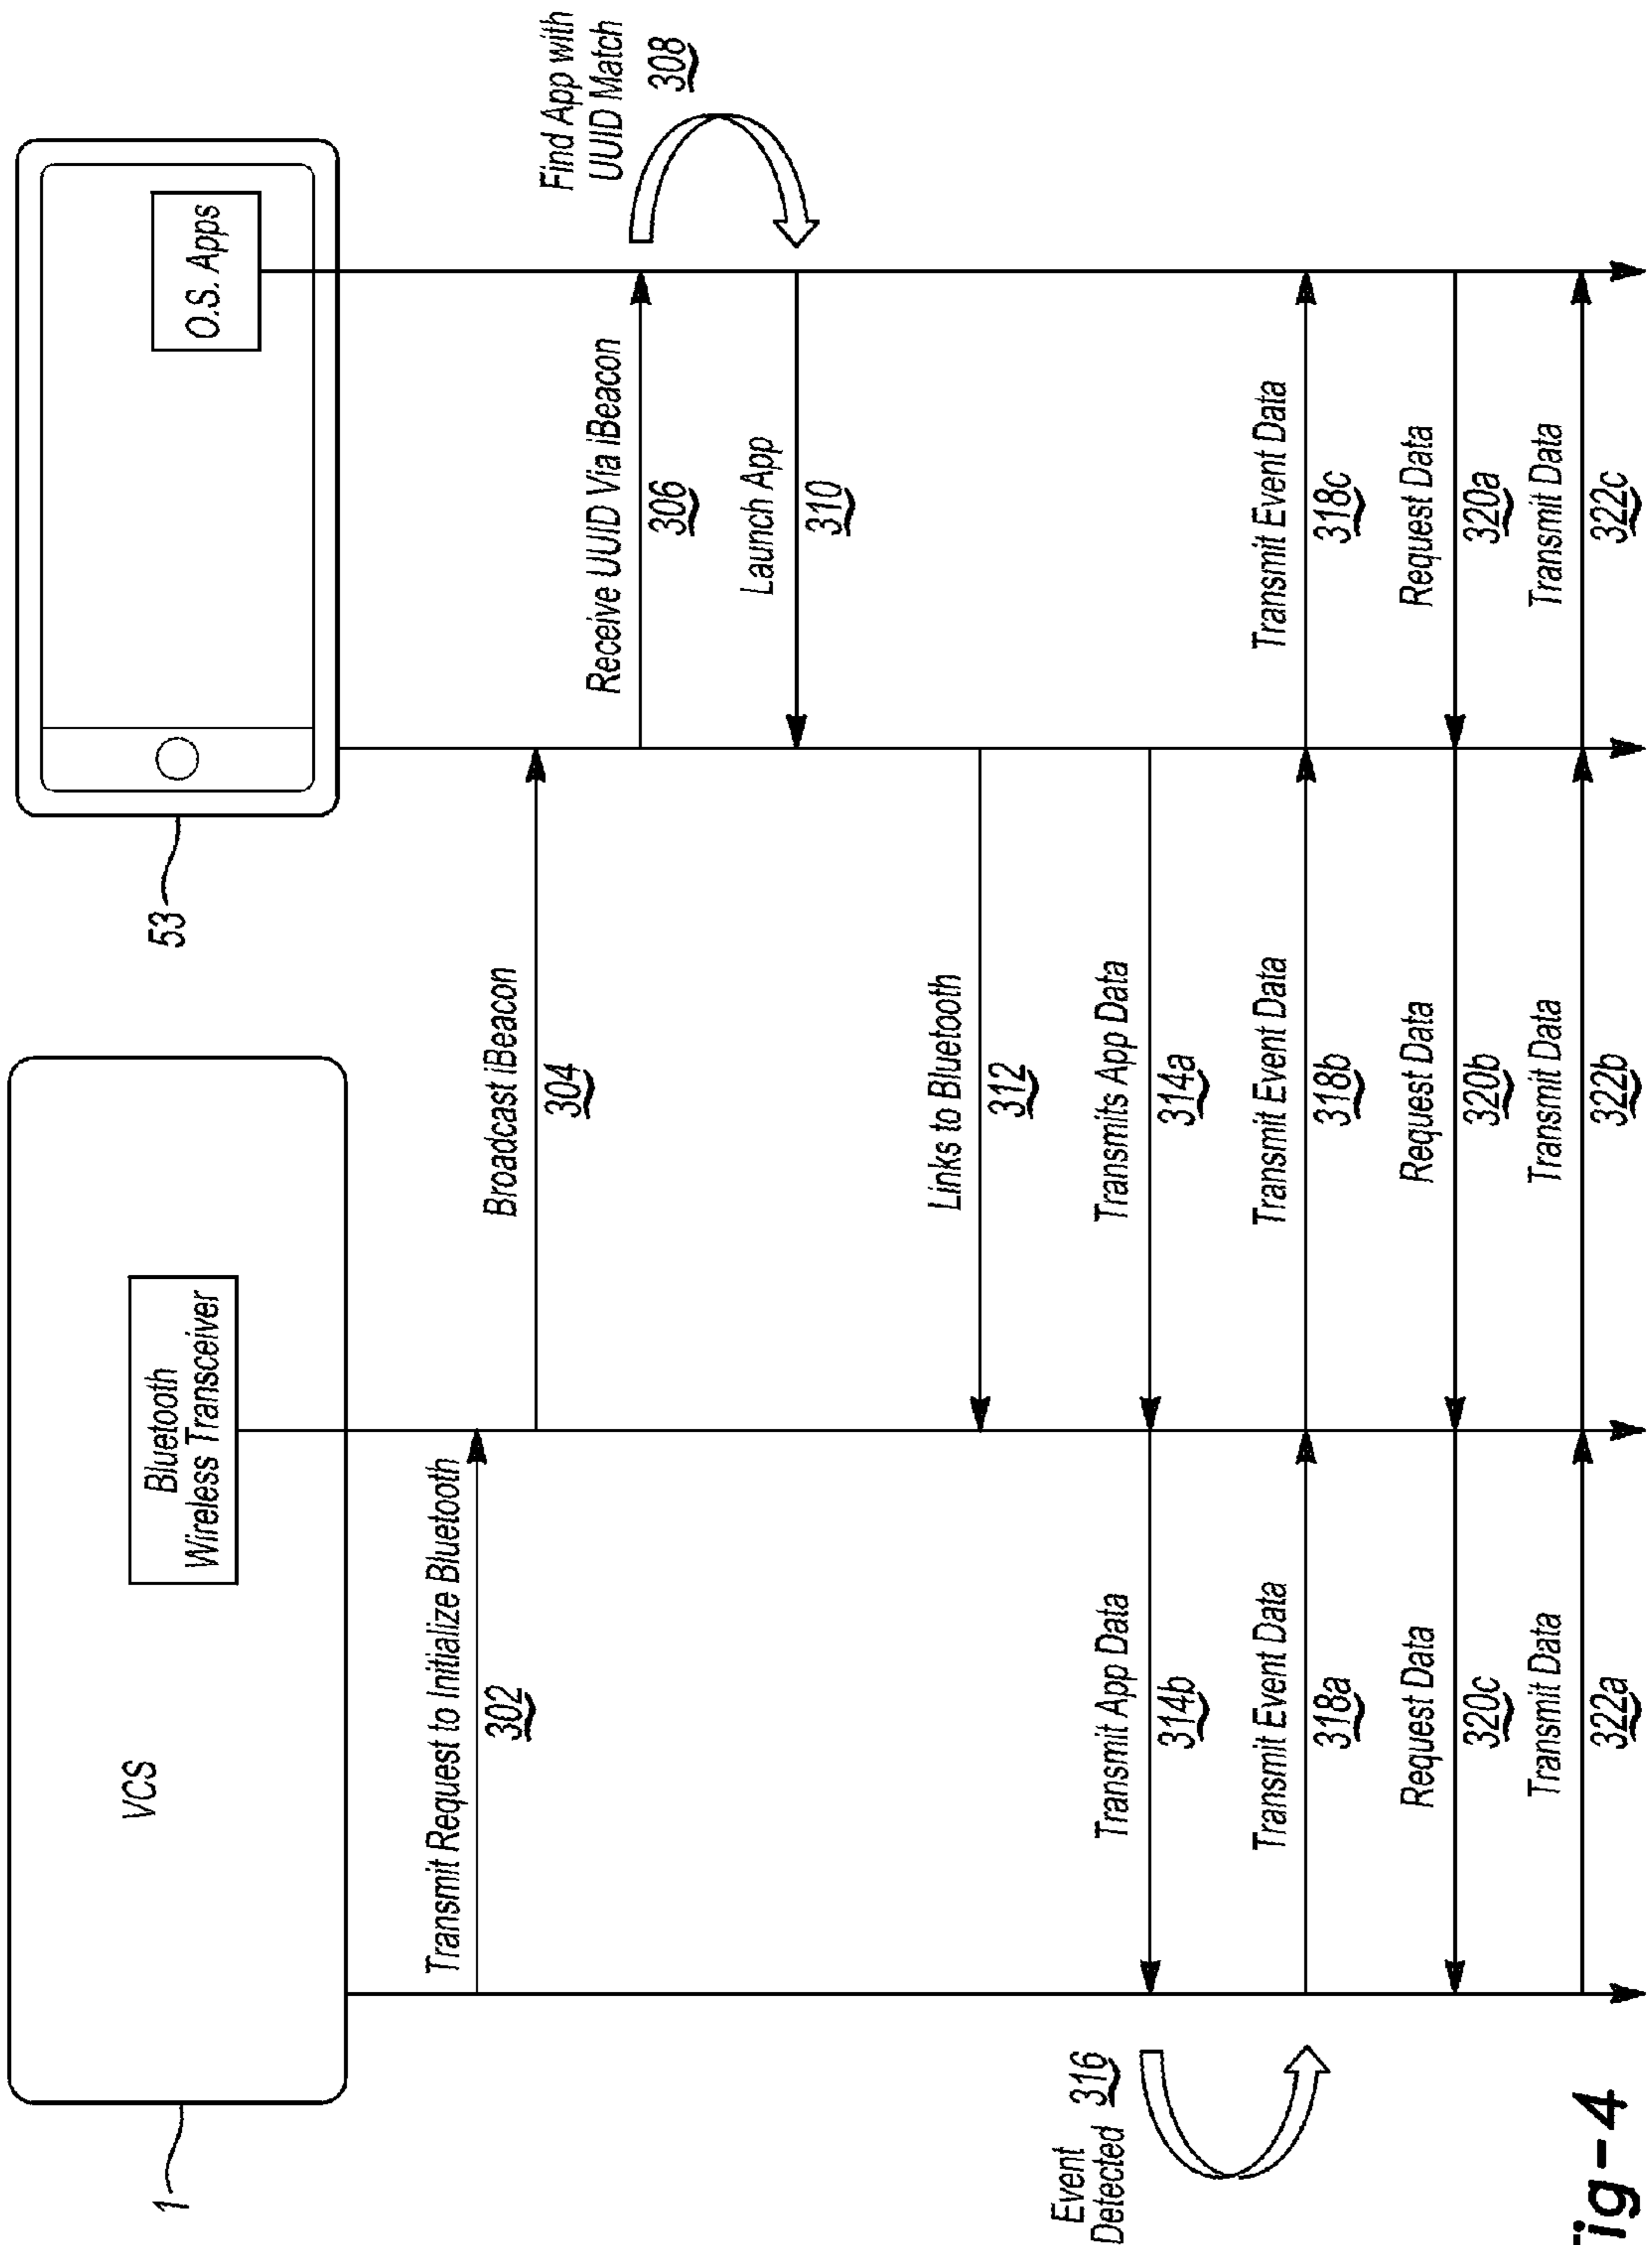 1
VCS
Bluetooth
Wireless Transceiver
53
O.S. Apps
Transmit Request to Initialize Bluetooth
302
Broadcast iBeacon
304
Receive UUID Via iBeacon
306
Find App with
UUID Match
308
Launch App
310
Links to Bluetooth
312
Transmits App Data
314a
Transmit App Data
314b
Event
Detected 316
Transmit Event Data
318a
Transmit Event Data
318b
Transmit Event Data
318c
Request Data
320a
Request Data
320b
Request Data
320c
Transmit Data
322a
Transmit Data
322b
Transmit Data
322c
Fig-4